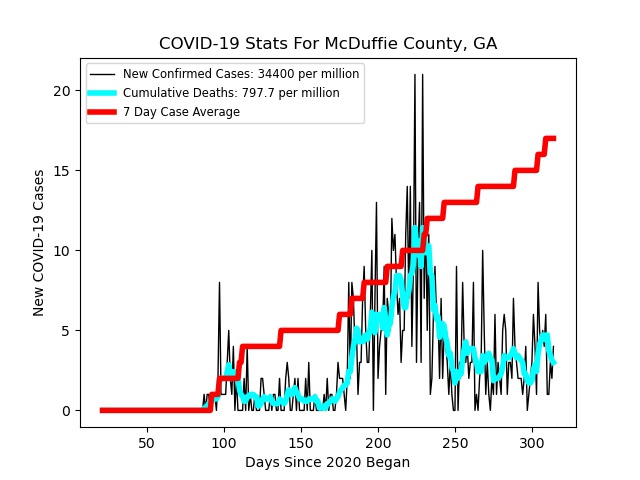 COVID-19 Stats For McDuffie County, GA
New Confirmed Cases: 34400 per million
Cumulative Deaths: 797.7 per million
7 Day Case Average
20
15
10
5
0
New COVID-19 Cases
50 100 150 200 250 300
Days Since 2020 Began